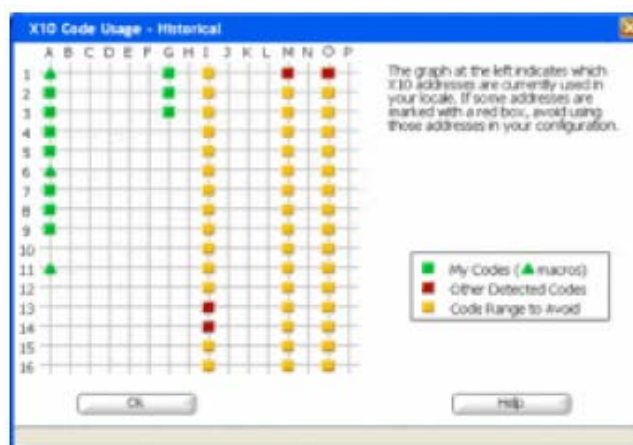 X10 Code Usage - Historical
A B C D E F G H I J K L M N O P
1
2
3
4
5
6
7
8
9
10
11
12
13
14
15
16
The graph at the left indicates which
X10 addresses are currently used in
your locale. If some addresses are
marked with a red box, avoid using
those addresses in your configuration.
My Codes ( macros)
Other Detected Codes
Code Range to Avoid
Ok
Help